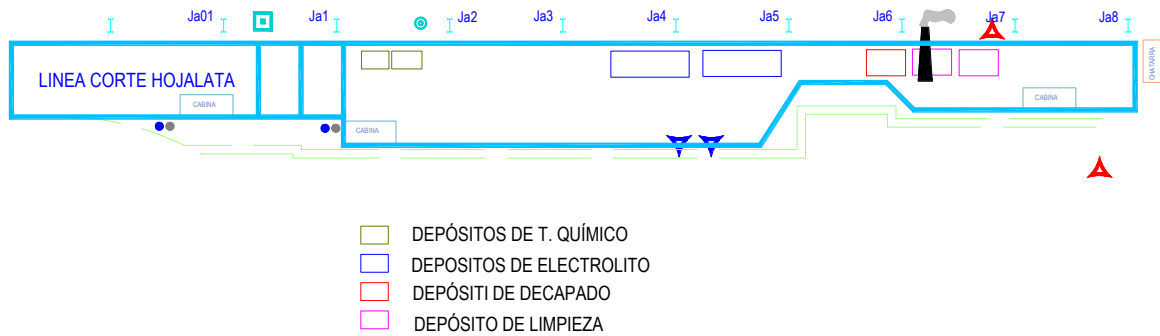 Ja01
Ja1
Ja2
Ja3
Ja4
Ja5
Ja6
Ja7
Ja8
LINEA CORTE HOJALATA
CABINA
CABINA
CABINA
CHATARRA
DEPÓSITOS DE T. QUÍMICO
DEPOSITOS DE ELECTROLITO
DEPÓSITI DE DECAPADO
DEPÓSITO DE LIMPIEZA